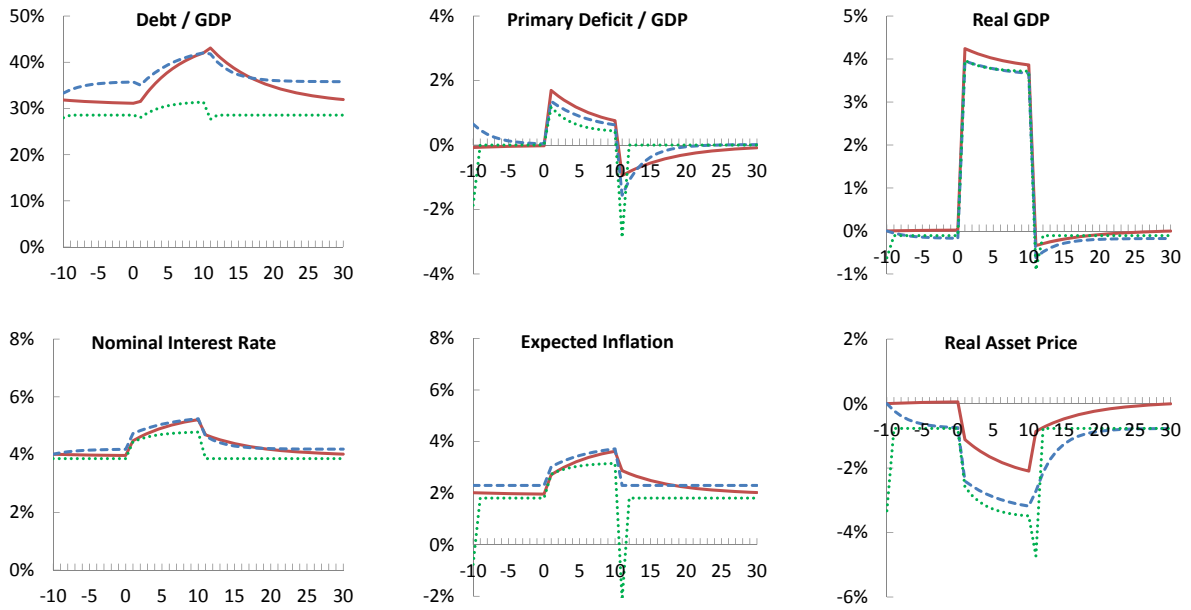 Debt / GDP
50%
40%
30%
20%
10%
0%
-10 -5 0 5 10 15 20 25 30
Primary Deficit / GDP
4%
2%
0%
-2%
-4%
-10 -5 0 5 10 15 20 25 30
Real GDP
5%
4%
3%
2%
1%
0%
-1%
-10 -5 0 5 10 15 20 25 30
Nominal Interest Rate
8%
6%
4%
2%
0%
-10 -5 0 5 10 15 20 25 30
Expected Inflation
8%
6%
4%
2%
0%
-2%
-10 -5 0 5 10 15 20 25 30
Real Asset Price
2%
0%
-2%
-4%
-6%
-10 -5 0 5 10 15 20 25 30